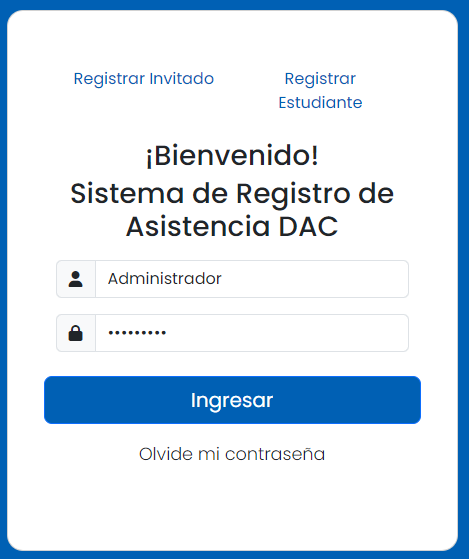 Registrar Invitado
Registrar
Estudiante
¡Bienvenido!
Sistema de Registro de
Asistencia DAC
Administrador
•••••••••
Ingresar
Olvide mi contraseña